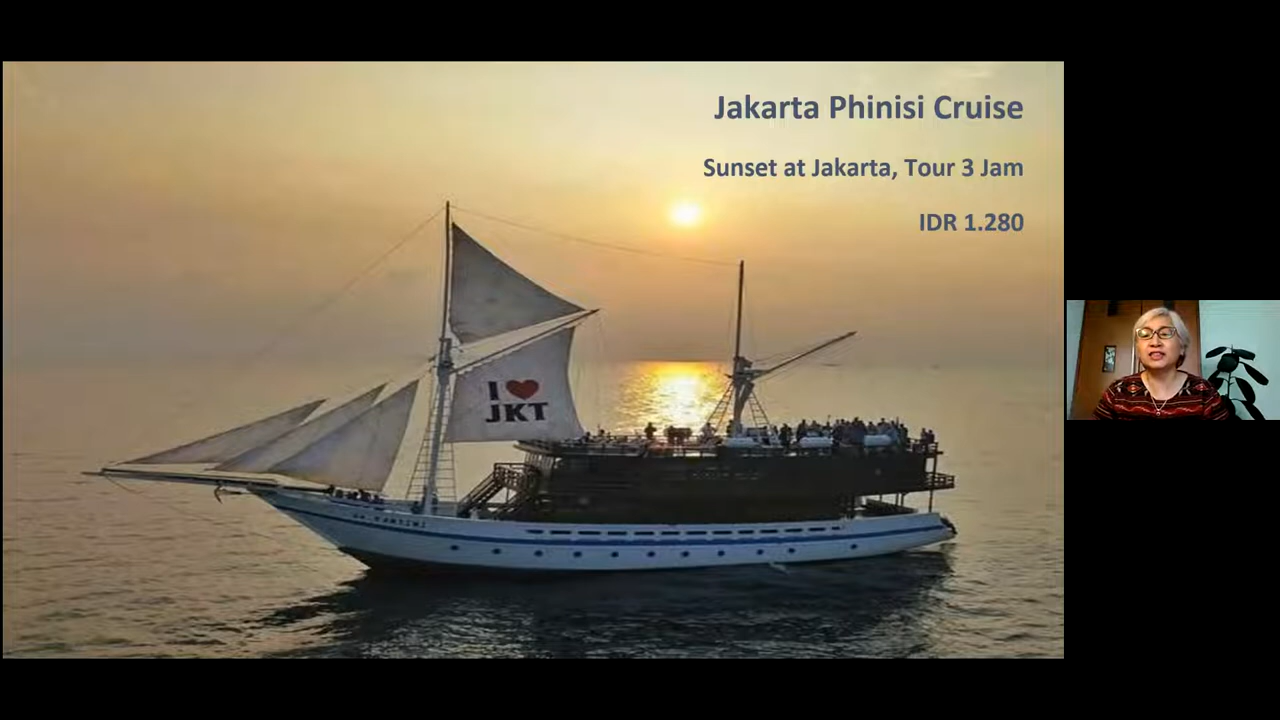 Jakarta Phinisi Cruise
Sunset at Jakarta, Tour 3 Jam
IDR 1.280
I ❤
JKT